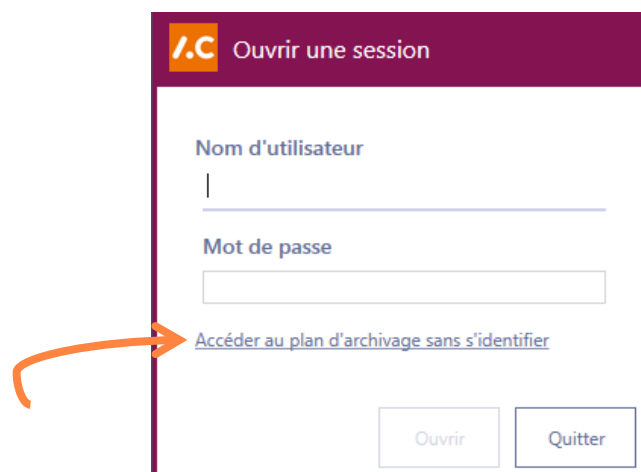 /.C Ouvrir une session
Nom d'utilisateur
Mot de passe
Accéder au plan d'archivage sans s'identifier
Ouvrir Quitter